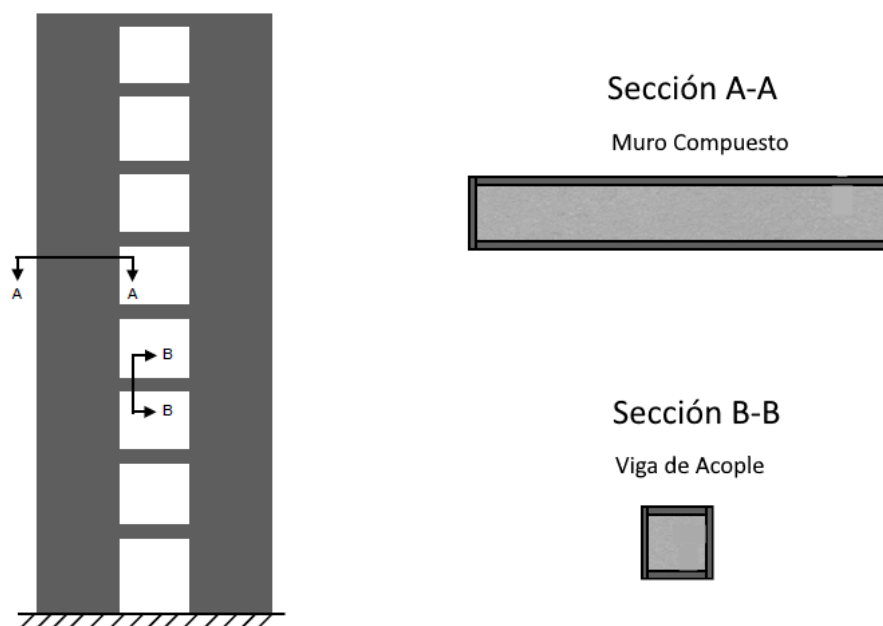 A
A
B
B
Sección A-A
Muro Compuesto
Sección B-B
Viga de Acople